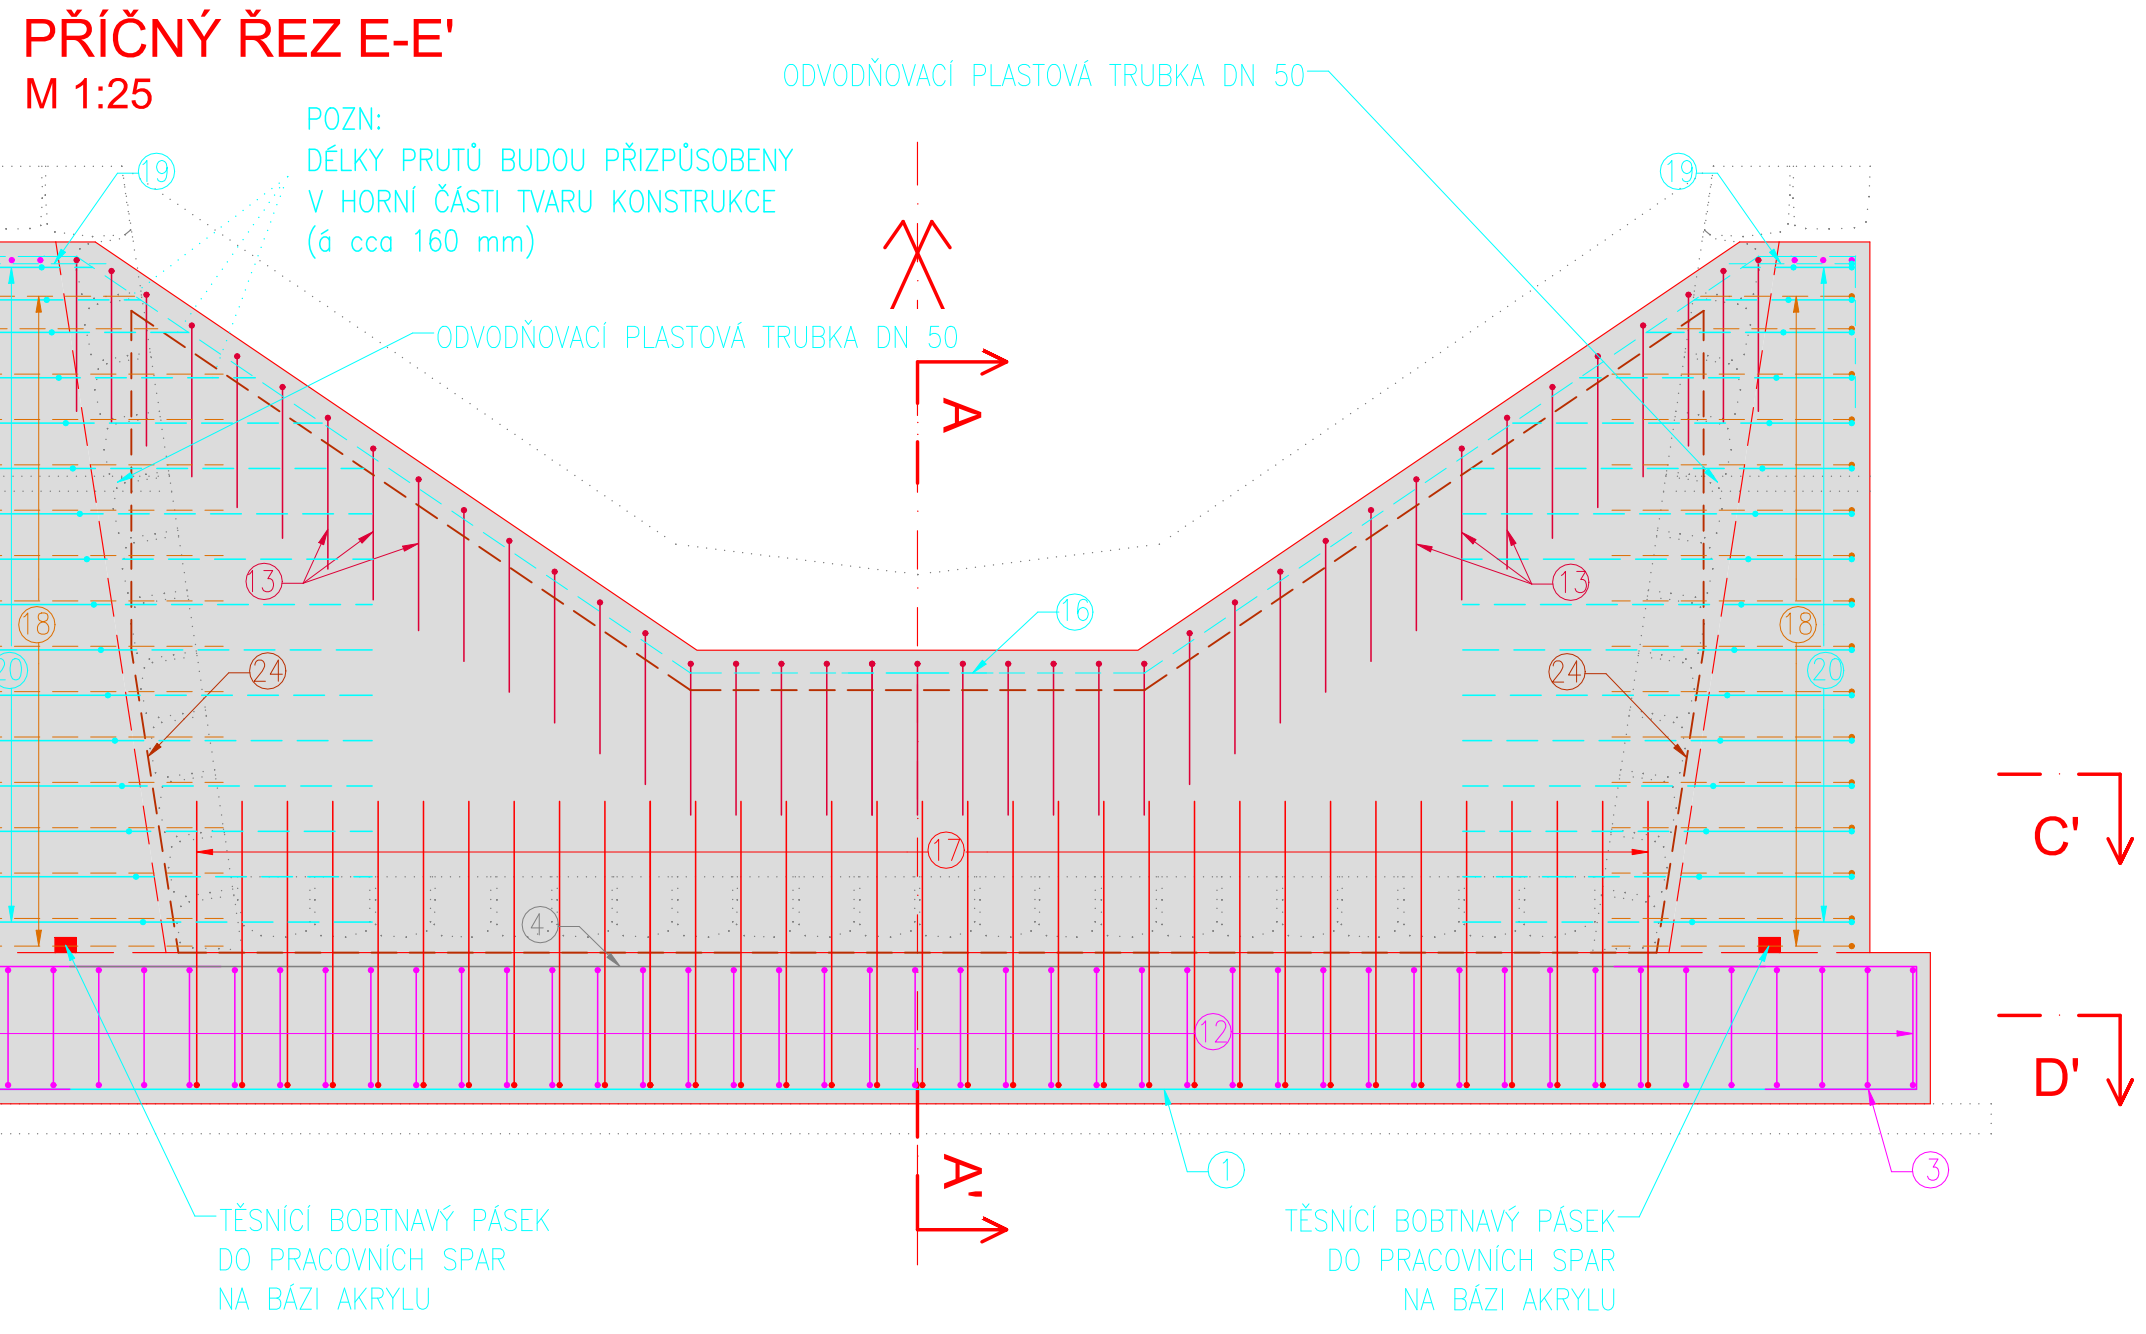 PŘÍČNÝ ŘEZ E-E'
M 1:25
ODVODŇOVACÍ PLASTOVÁ TRUBKA DN 50
POZN:
DÉLKY PRUTŮ BUDOU PŘIZPŮSOBENY
V HORNÍ ČÁSTI TVARU KONSTRUKCE
(á cca 160 mm)
19
19
ODVODŇOVACÍ PLASTOVÁ TRUBKA DN 50
A
13
13
16
18
18
20
24
24
20
17
C'
4
12
D'
A'
1
3
TĚSNÍCÍ BOBTNAVÝ PÁSEK
DO PRACOVNÍCH SPAR
NA BÁZI AKRYLU
TĚSNÍCÍ BOBTNAVÝ PÁSEK
DO PRACOVNÍCH SPAR
NA BÁZI AKRYLU